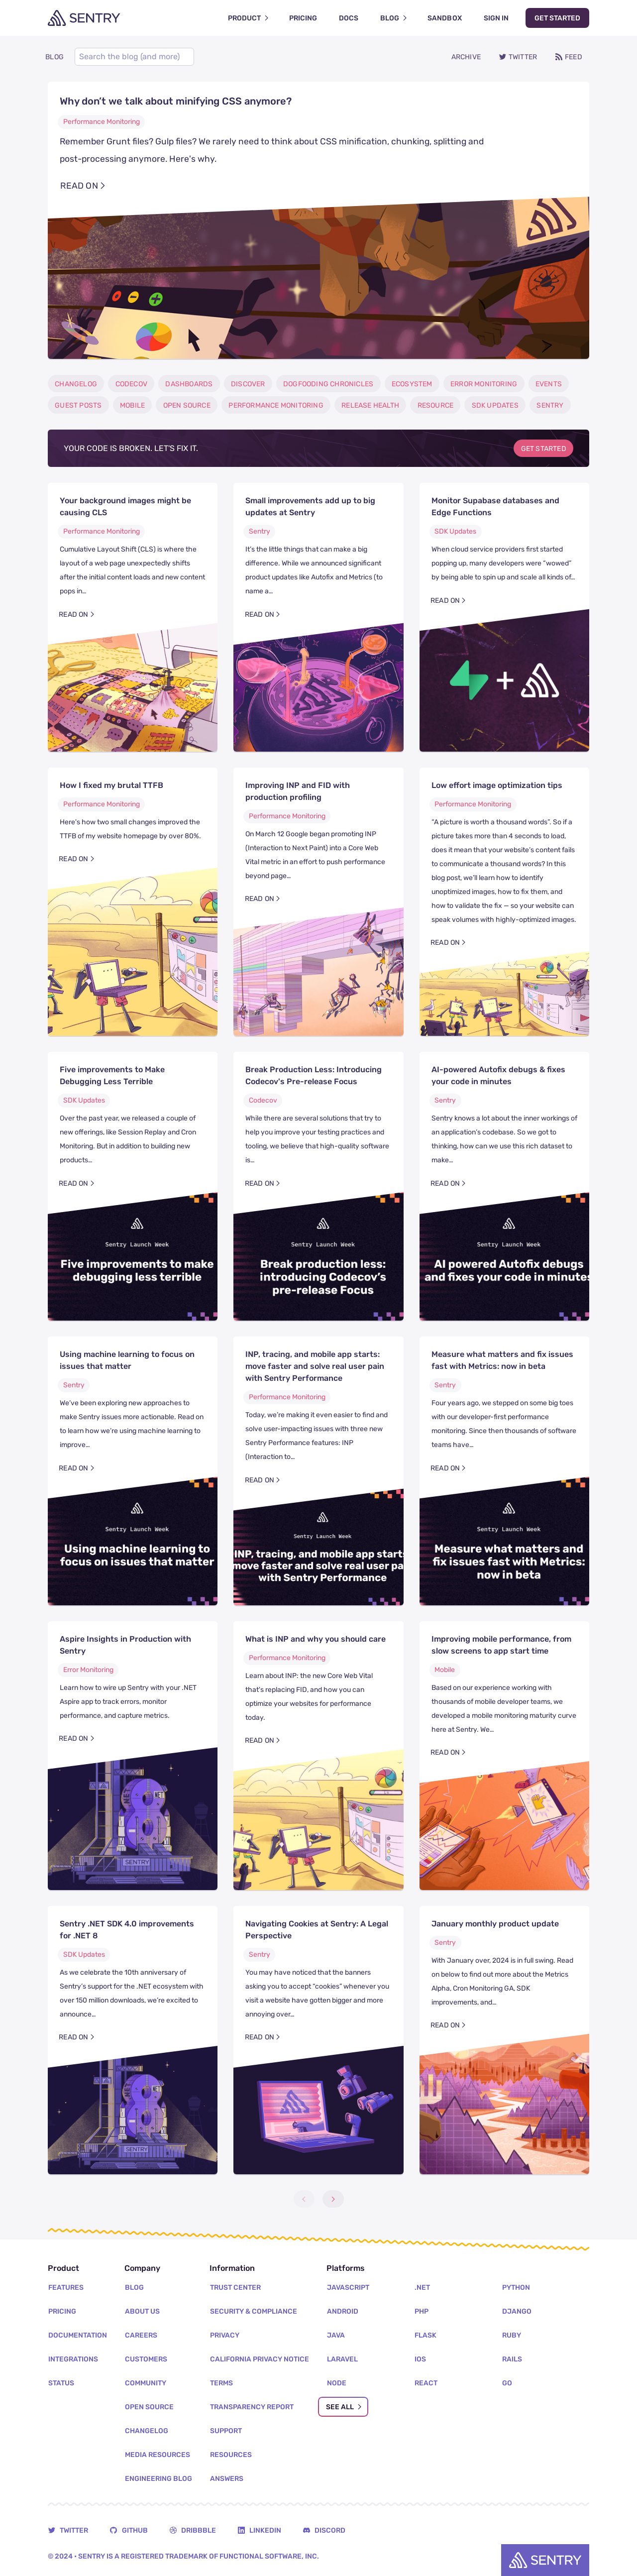 SENTRY
PRODUCT
PRICING
DOCS
BLOG
SANDBOX
SIGN IN
GET STARTED
BLOG
Search the blog (and more)
ARCHIVE
TWITTER
FEED
Why don't we talk about minifying CSS anymore?
Performance Monitoring
Remember Grunt files? Gulp files? We rarely need to think about CSS minification, chunking, splitting and
post-processing anymore. Here's why.
READ ON
CHANGELOG
CODECOV
DASHBOARDS
DISCOVER
DOGFOODING CHRONICLES
ECOSYSTEM
ERROR MONITORING
EVENTS
GUEST POSTS
MOBILE
OPEN SOURCE
PERFORMANCE MONITORING
RELEASE HEALTH
RESOURCE
SDK UPDATES
SENTRY
YOUR CODE IS BROKEN. LET'S FIX IT.
GET STARTED
Your background images might be
causing CLS
Performance Monitoring
Cumulative Layout Shift (CLS) is where the
layout of a web page unexpectedly shifts
after the initial content loads and new content
pops in…
READ ON
Small improvements add up to big
updates at Sentry
Sentry
It's the little things that can make a big
difference. While we announced significant
product updates like Autofix and Metrics (to
name a…
READ ON
Monitor Supabase databases and
Edge Functions
SDK Updates
When cloud service providers first started
popping up, many developers were "wowed"
by being able to spin up and scale all kinds of…
READ ON
How I fixed my brutal TTFB
Performance Monitoring
Here's how two small changes improved the
TTFB of my website homepage by over 80%.
READ ON
Improving INP and FID with
production profiling
Performance Monitoring
On March 12 Google began promoting INP
(Interaction to Next Paint) into a Core Web
Vital metric in an effort to push performance
beyond page…
READ ON
Low effort image optimization tips
Performance Monitoring
"A picture is worth a thousand words". So if a
picture takes more than 4 seconds to load,
does it mean that your website's content fails
to communicate a thousand words? In this
blog post, we'll learn how to identify
unoptimized images, how to fix them, and
how to validate the fix — so your website can
speak volumes with highly-optimized images.
READ ON
Five improvements to Make
Debugging Less Terrible
SDK Updates
Over the past year, we released a couple of
new offerings, like Session Replay and Cron
Monitoring. But in addition to building new
products…
READ ON
Sentry Launch Week
Five improvements to make
debugging less terrible
Break Production Less: Introducing
Codecov's Pre-release Focus
Codecov
While there are several solutions that try to
help you improve your testing practices and
tooling, we believe that high-quality software
is…
READ ON
Sentry Launch Week
Break production less:
introducing Codecov's
pre-release Focus
AI-powered Autofix debugs & fixes
your code in minutes
Sentry
Sentry knows a lot about the inner workings of
an application's codebase. So we got to
thinking, how can we use this rich dataset to
make…
READ ON
Sentry Launch Week
AI powered Autofix debugs
and fixes your code in minutes
Using machine learning to focus on
issues that matter
Sentry
We've been exploring new approaches to
make Sentry issues more actionable. Read on
to learn how we're using machine learning to
improve…
READ ON
Sentry Launch Week
Using machine learning to
focus on issues that matter
INP, tracing, and mobile app starts:
move faster and solve real user pain
with Sentry Performance
Performance Monitoring
Today, we're making it even easier to find and
solve user-impacting issues with three new
Sentry Performance features: INP
(Interaction to…
READ ON
Sentry Launch Week
INP, tracing, and mobile app starts
move faster and solve real user pa
with Sentry Performance
Measure what matters and fix issues
fast with Metrics: now in beta
Sentry
Four years ago, we stepped on some big toes
with our developer-first performance
monitoring. Since then thousands of software
teams have…
READ ON
Sentry Launch Week
Measure what matters and
fix issues fast with Metrics:
now in beta
Aspire Insights in Production with
Sentry
Error Monitoring
Learn how to wire up Sentry with your .NET
Aspire app to track errors, monitor
performance, and capture metrics.
READ ON
SENTRY
What is INP and why you should care
Performance Monitoring
Learn about INP: the new Core Web Vital
that's replacing FID, and how you can
optimize your websites for performance
today.
READ ON
Improving mobile performance, from
slow screens to app start time
Mobile
Based on our experience working with
thousands of mobile developer teams, we
developed a mobile monitoring maturity curve
here at Sentry. We…
READ ON
Sentry .NET SDK 4.0 improvements
for .NET 8
SDK Updates
As we celebrate the 10th anniversary of
Sentry's support for the .NET ecosystem with
over 150 million downloads, we're excited to
announce…
READ ON
SENTRY
Navigating Cookies at Sentry: A Legal
Perspective
Sentry
You may have noticed that the banners
asking you to accept "cookies" whenever you
visit a website have gotten bigger and more
annoying over…
READ ON
January monthly product update
Sentry
With January over, 2024 is in full swing. Read
on below to find out more about the Metrics
Alpha, Cron Monitoring GA, SDK
improvements, and…
READ ON
Product
FEATURES
PRICING
DOCUMENTATION
INTEGRATIONS
STATUS
Company
BLOG
ABOUT US
CAREERS
CUSTOMERS
COMMUNITY
OPEN SOURCE
CHANGELOG
MEDIA RESOURCES
ENGINEERING BLOG
Information
TRUST CENTER
SECURITY & COMPLIANCE
PRIVACY
CALIFORNIA PRIVACY NOTICE
TERMS
TRANSPARENCY REPORT
SUPPORT
RESOURCES
ANSWERS
Platforms
JAVASCRIPT
ANDROID
JAVA
LARAVEL
NODE
SEE ALL
.NET
PHP
FLASK
IOS
REACT
PYTHON
DJANGO
RUBY
RAILS
GO
TWITTER
GITHUB
DRIBBBLE
LINKEDIN
DISCORD
© 2024 • SENTRY IS A REGISTERED TRADEMARK OF FUNCTIONAL SOFTWARE, INC.
SENTRY